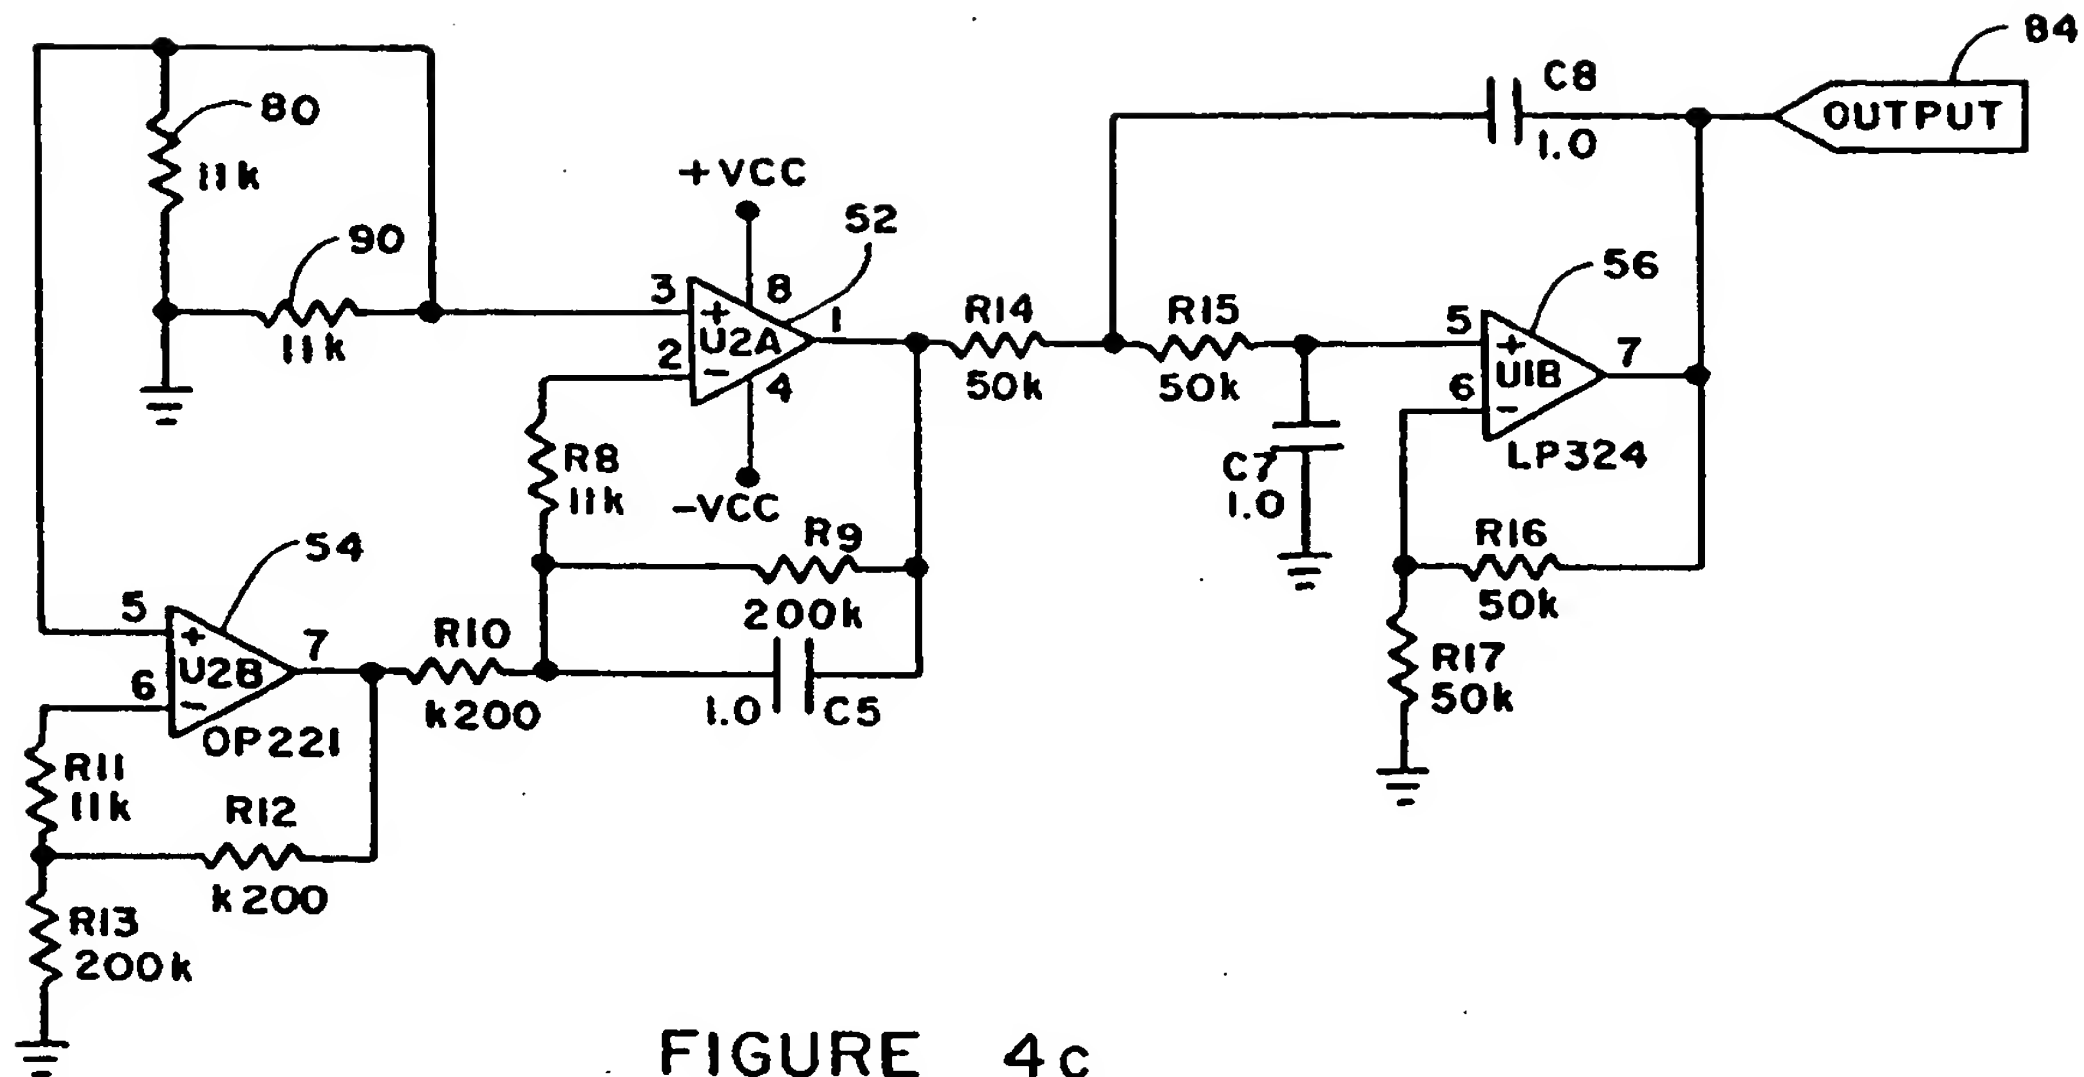 84
C8
OUTPUT
1.0
80
11k
+VCC
52
90
11k
3
8
+
U2A
1
2
-
4
R14
50k
R15
50k
56
5
+
U1B
7
6
-
LP324
R8
11k
-VCC
C7
1.0
R9
200k
R16
50k
54
5
+
U2B
7
6
-
OP221
R10
k200
1.0
C5
R17
50k
R11
11k
R12
k200
R13
200k
FIGURE 4c